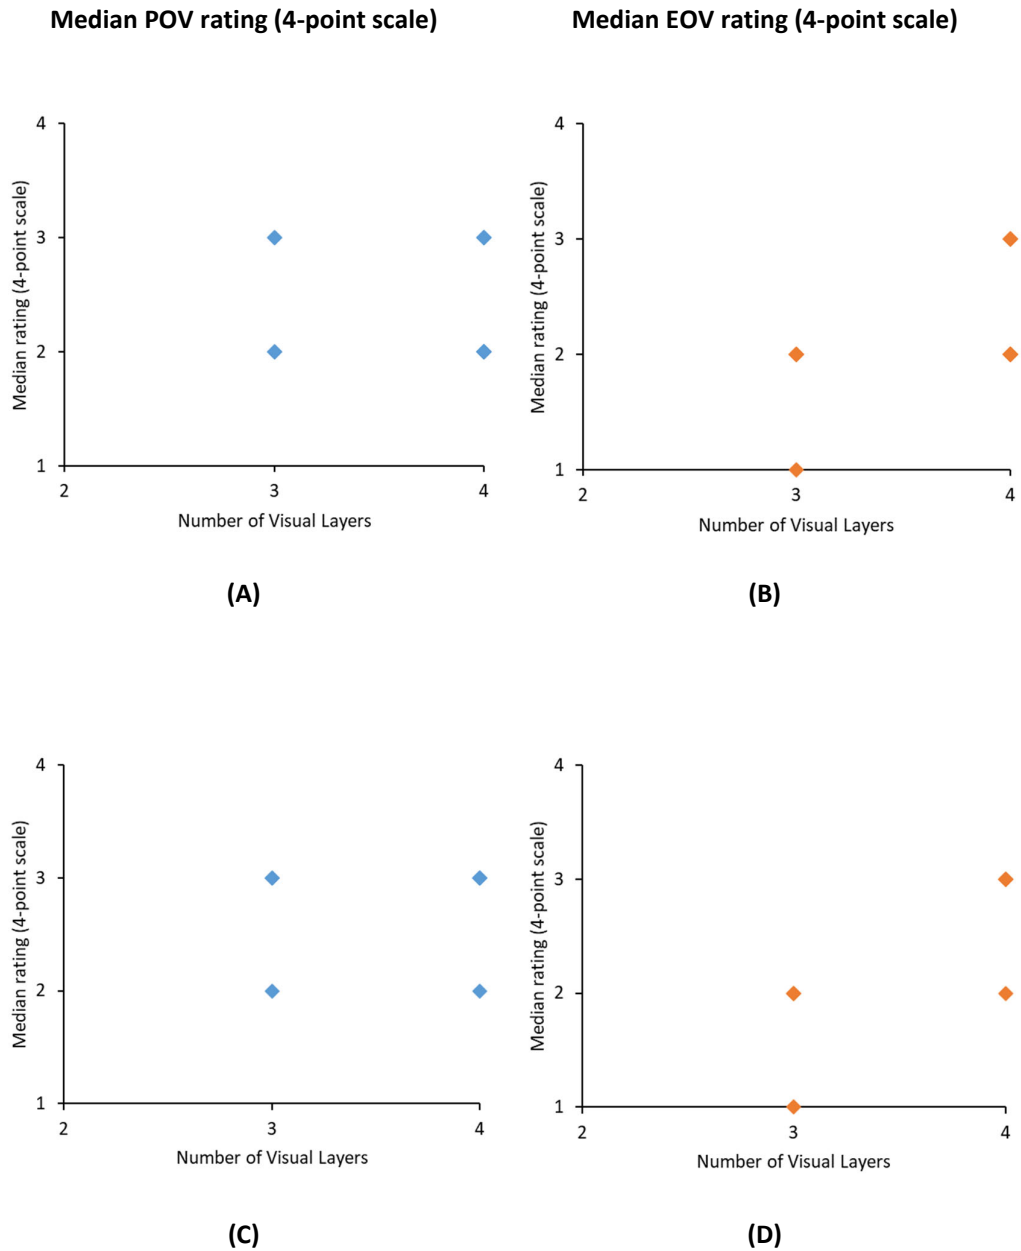 Median POV rating (4-point scale)
Median EOV rating (4-point scale)
Median rating (4-point scale)
4
3
2
1
2
3
4
Number of Visual Layers
(A)
Median rating (4-point scale)
4
3
2
1
2
3
4
Number of Visual Layers
(B)
Median rating (4-point scale)
4
3
2
1
2
3
4
Number of Visual Layers
(C)
Median rating (4-point scale)
4
3
2
1
2
3
4
Number of Visual Layers
(D)